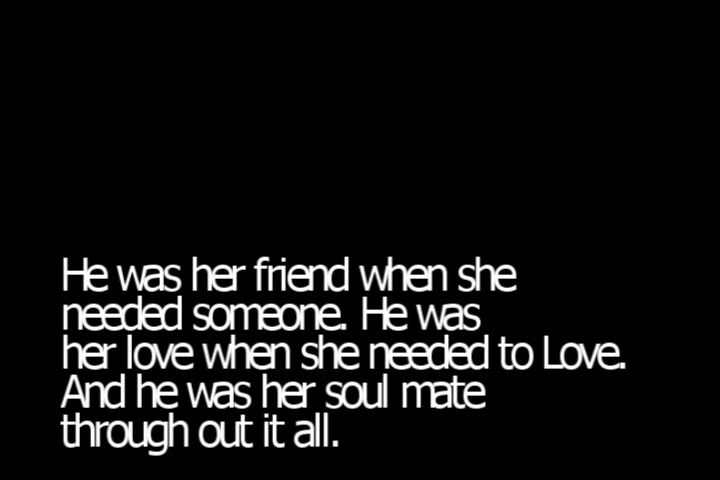 He was her friend when she
needed someone. He was
her love when she needed to Love.
And he was her soul mate
through out it all.